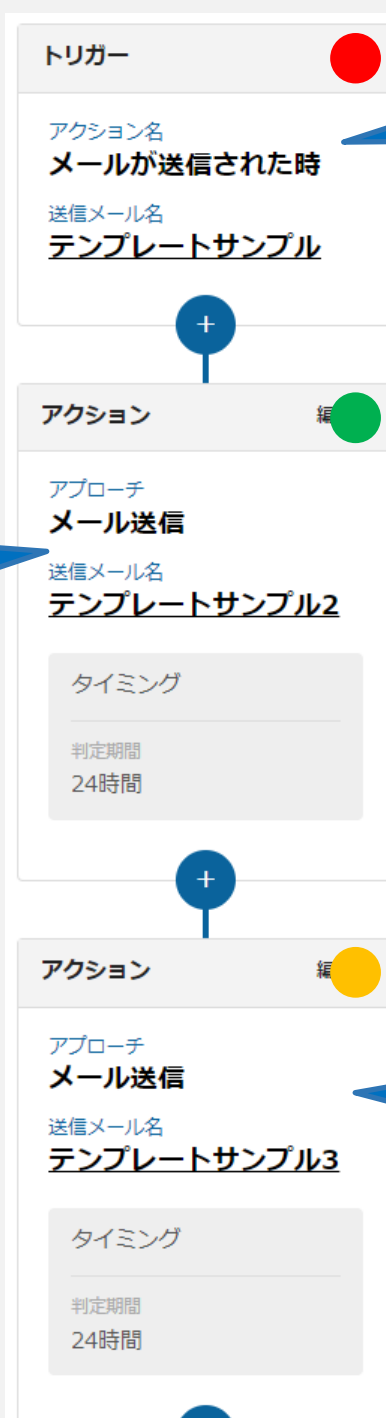 トリガー
アクション名
メールが送信された時
送信メール名
テンプレートサンプル
+
アクション
アプローチ
メール送信
送信メール名
テンプレートサンプル2
タイミング
判定期間
24時間
+
アクション
アプローチ
メール送信
送信メール名
テンプレートサンプル3
タイミング
判定期間
24時間